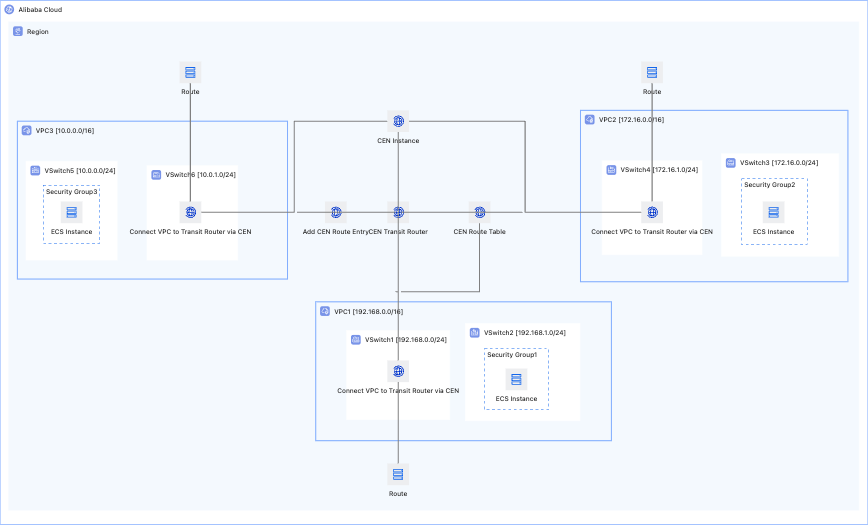 Alibaba Cloud
Region
Route
Route
CEN Instance
VPC3 [10.0.0.0/16]
VSwitch5 [10.0.0.0/24]
Security Group3
ECS Instance
VSwitch6 [10.0.1.0/24]
Connect VPC to Transit Router via CEN
Add CEN Route Entry
CEN Transit Router
CEN Route Table
VPC2 [172.16.0.0/16]
VSwitch4 [172.16.1.0/24]
Connect VPC to Transit Router via CEN
VSwitch3 [172.16.0.0/24]
Security Group2
ECS Instance
VPC1 [192.168.0.0/16]
VSwitch1 [192.168.0.0/24]
Connect VPC to Transit Router via CEN
VSwitch2 [192.168.1.0/24]
Security Group1
ECS Instance
Route